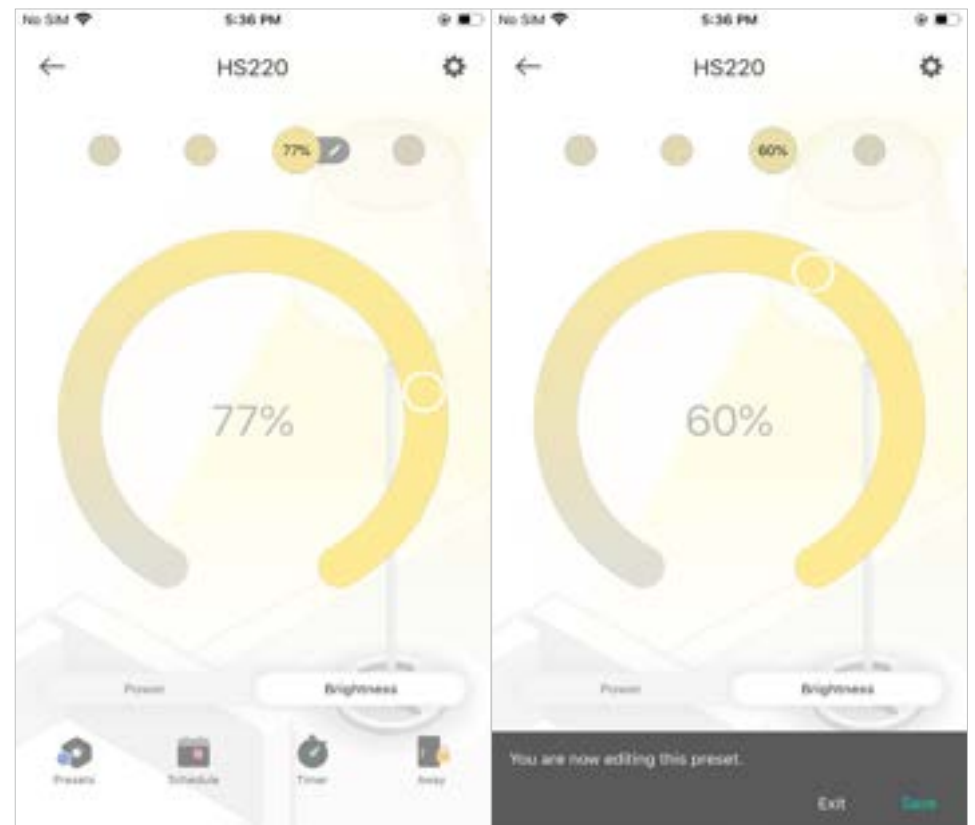 No SIM 5:36 PM
HS220
77%
77%
Power Brightness
Presets Schedule Timer Away
No SIM 5:36 PM
HS220
60%
60%
Power Brightness
You are now editing this preset.
Exit Save